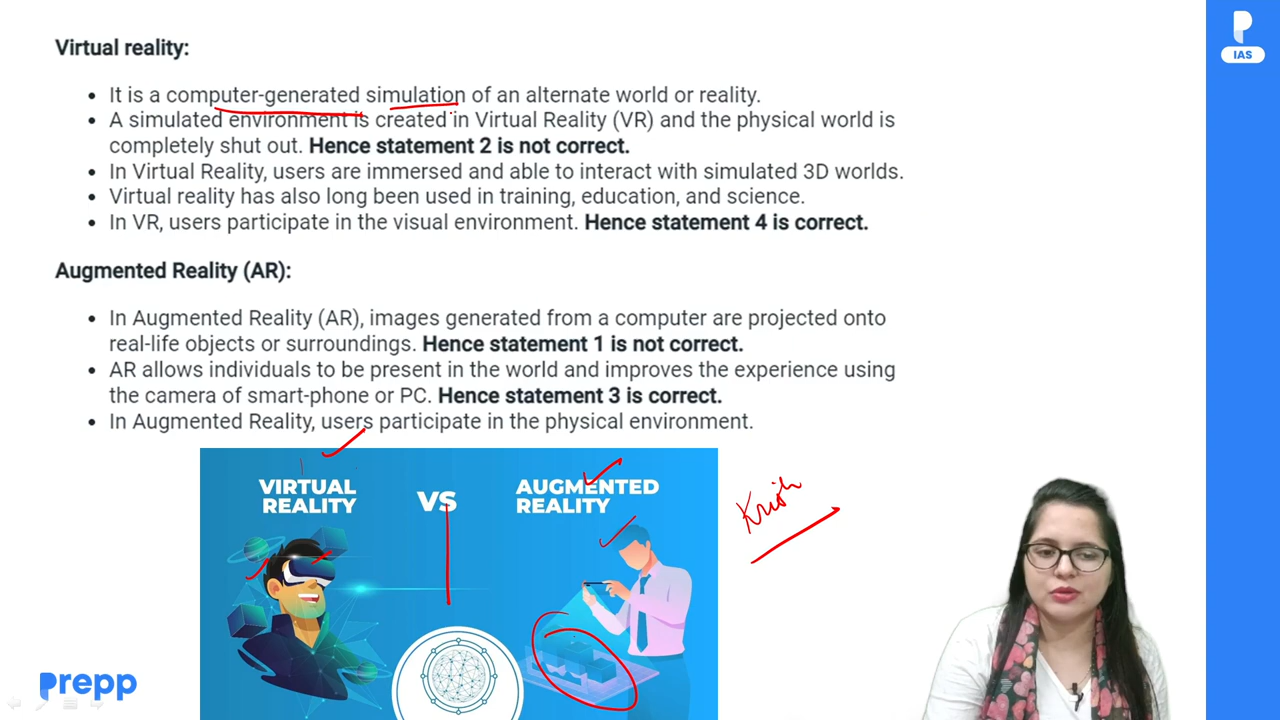 Virtual reality:
It is a computer-generated simulation of an alternate world or reality.
A simulated environment is created in Virtual Reality (VR) and the physical world is
completely shut out. Hence statement 2 is not correct.
In Virtual Reality, users are immersed and able to interact with simulated 3D worlds.
Virtual reality has also long been used in training, education, and science.
In VR, users participate in the visual environment. Hence statement 4 is correct.
Augmented Reality (AR):
In Augmented Reality (AR), images generated from a computer are projected onto
real-life objects or surroundings. Hence statement 1 is not correct.
AR allows individuals to be present in the world and improves the experience using
the camera of smart-phone or PC. Hence statement 3 is correct.
In Augmented Reality, users participate in the physical environment.
VIRTUAL
REALITY
VS
AUGMENTED
REALITY
prepp
IAS